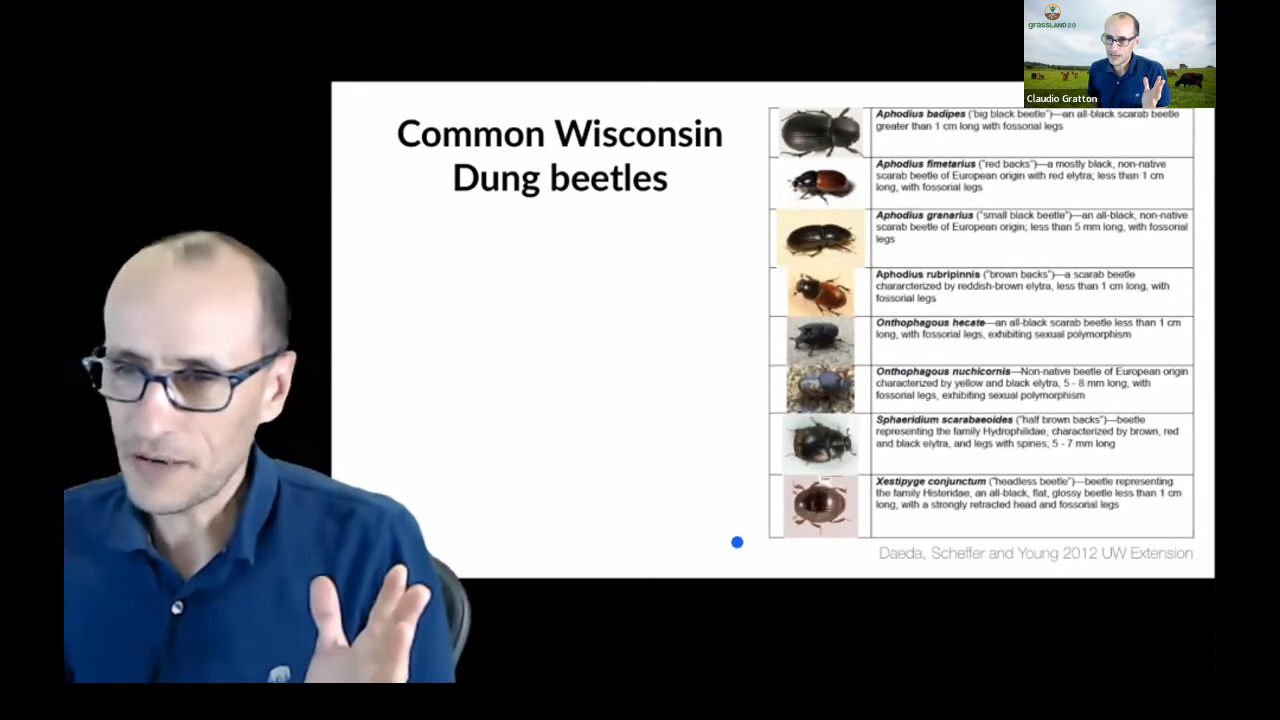 grassLAND 2.0
Claudio Gratton
Common Wisconsin
Dung beetles
Aphodius badipes ("big black beetle")—an all-black scarab beetle
greater than 1 cm long with fossorial legs
Aphodius fimetarius ("red backs")—a mostly black, non-native
scarab beetle of European origin with red elytra; less than 1 cm
long, with fossorial legs
Aphodius granarius ("small black beetle")—an all-black, non-native
scarab beetle of European origin; less than 5 mm long, with fossorial
legs
Aphodius rubripinnis ("brown backs")—a scarab beetle
chararcterized by reddish-brown elytra, less than 1 cm long, with
fossorial legs
Onthophagous hecate—an all-black scarab beetle less than 1 cm
long, with fossorial legs, exhibiting sexual polymorphism
Onthophagous nuchicornis—Non-native beetle of European origin
characterized by yellow and black elytra, 5 - 8 mm long, with
fossorial legs, exhibiting sexual polymorphism
Sphaeridium scarabaeoides ("half brown backs")—beetle
representing the family Hydrophilidae, characterized by brown, red
and black elytra, and legs with spines; 5 - 7 mm long
Xestipyge conjunctum ("headless beetle")—beetle representing
the family Histeridae, an all-black, flat, glossy beetle less than 1 cm
long, with a strongly retracted head and fossorial legs
Daeda, Scheffer and Young 2012 UW Extension